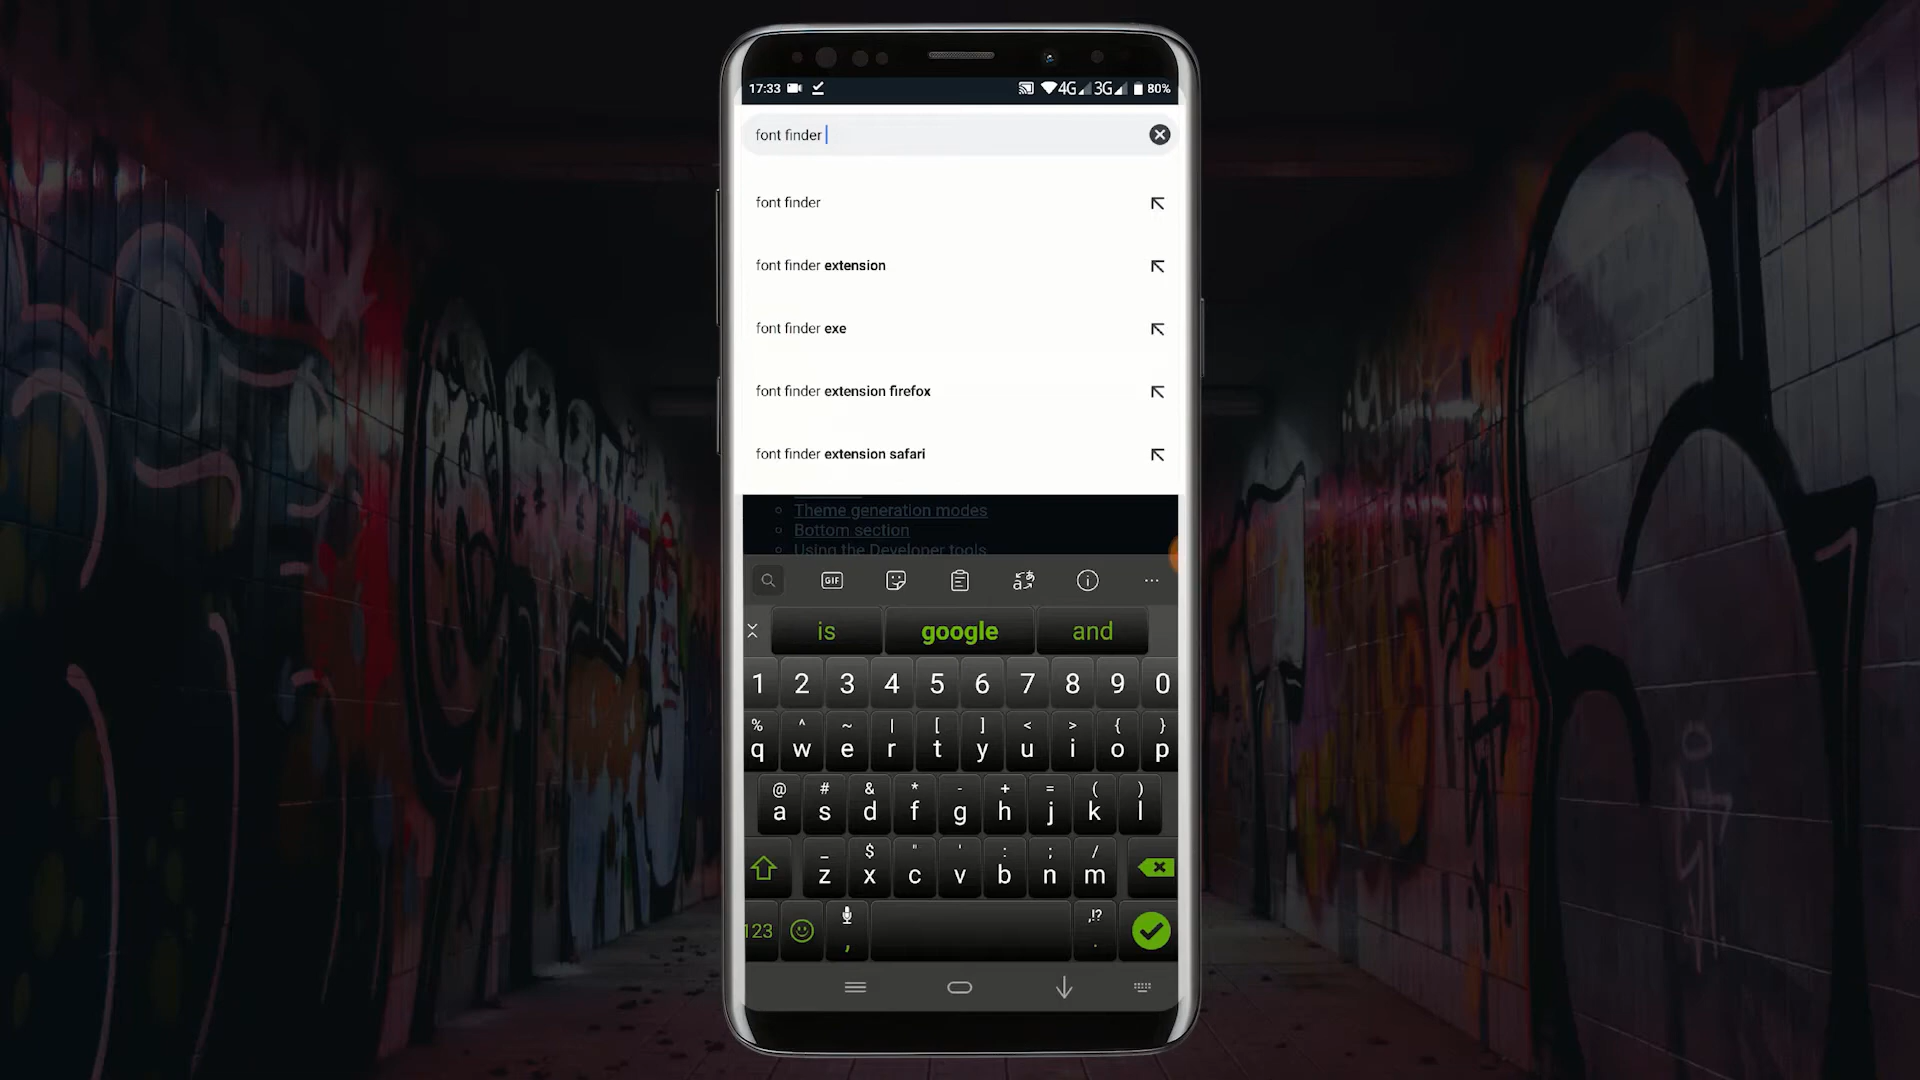 17:33 4G 3G 80%
font finder
font finder
font finder extension
font finder exe
font finder extension firefox
font finder extension safari
Theme generation modes
Bottom section
Using the Developer tools
GIF
is google and
1 2 3 4 5 6 7 8 9 0
% ^ ~ | [ ] < > { }
q w e r t y u i o p
@ # & * - + = ( )
a s d f g h j k l
_ $ " ' : ; /
z x c v b n m
,!?
123 , .